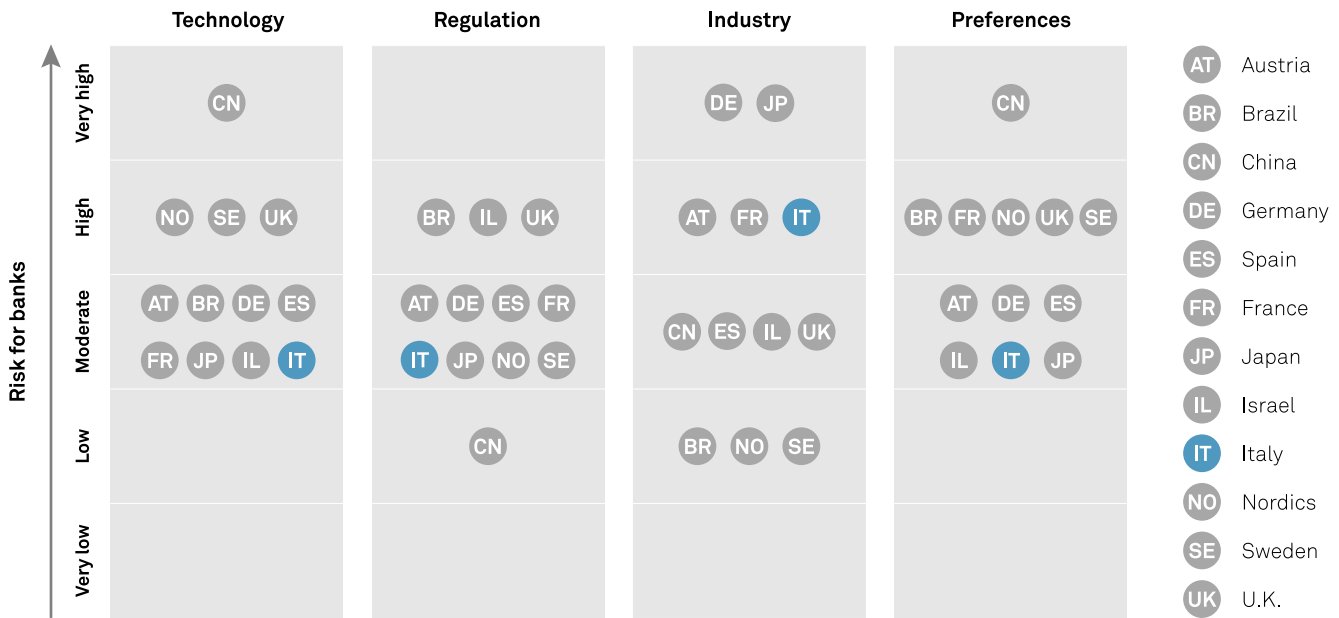 Technology Regulation Industry Preferences
Risk for banks
Very high
CN
DE JP
CN
High
NO SE UK
BR IL UK
AT FR IT
BR FR NO UK SE
Moderate
AT BR DE ES
FR JP IL IT
AT DE ES FR
IT JP NO SE
CN ES IL UK
AT DE ES
IL IT JP
Low
CN
BR NO SE
Very low
AT Austria
BR Brazil
CN China
DE Germany
ES Spain
FR France
JP Japan
IL Israel
IT Italy
NO Nordics
SE Sweden
UK U.K.